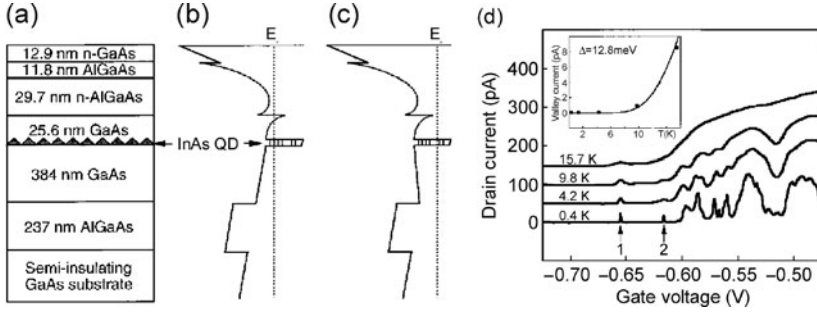 (a)
12.9 nm n-GaAs
11.8 nm AlGaAs
29.7 nm n-AlGaAs
25.6 nm GaAs
384 nm GaAs
237 nm AlGaAs
Semi-insulating
GaAs substrate
(b)
E
InAs QD
(c)
E
(d)
Drain current (pA)
500
400
300
200
100
0
Valley current (pA)
8
6
4
2
0
0
10
T(K)
Δ=12.8meV
15.7 K
9.8 K
4.2 K
0.4 K
1
2
−0.70
−0.65
−0.60
−0.55
−0.50
Gate voltage (V)